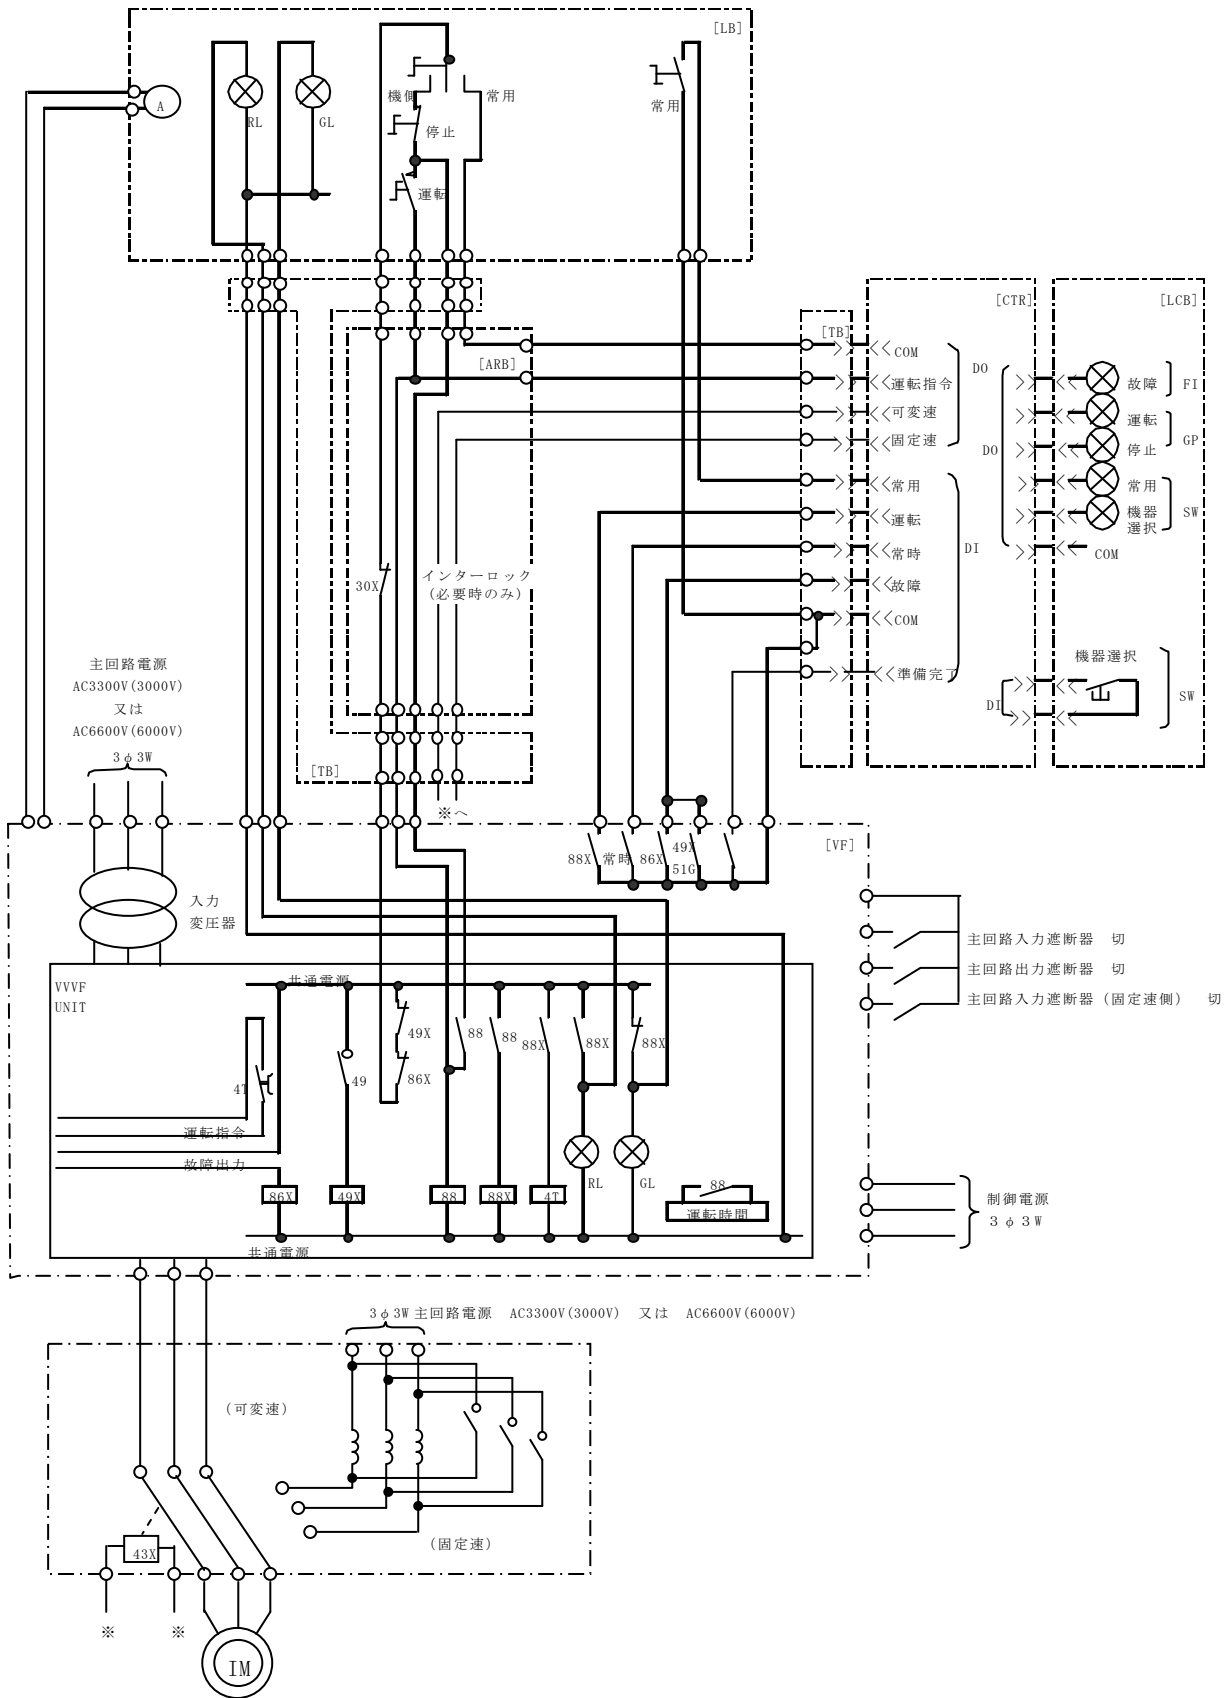 [LB]
A
RL
GL
機側
常用
停止
運転
常用
[CTR]
[LCB]
[TB]
[ARB]
COM
運転指令
可変速
固定速
DO
常用
運転
常時
故障
COM
準備完了
DI
DO
故障
FI
運転
停止
GP
常用
機器
選択
SW
COM
機器選択
DI
SW
30X
インターロック
(必要時のみ)
主回路電源
AC3300V(3000V)
又は
AC6600V(6000V)
3φ3W
[TB]
※へ
[VF]
88X
常時
86X
49X
51G
入力
変圧器
主回路入力遮断器 切
主回路出力遮断器 切
主回路入力遮断器(固定速側) 切
VVVF
UNIT
共通電源
4T
49
49X
86X
88
88
88X
88X
88X
運転指令
故障出力
RL
GL
86X
49X
88
88X
4T
88
運転時間
共通電源
制御電源
3φ3W
3φ3W主回路電源 AC3300V(3000V) 又は AC6600V(6000V)
(可変速)
(固定速)
43X
※
※
IM